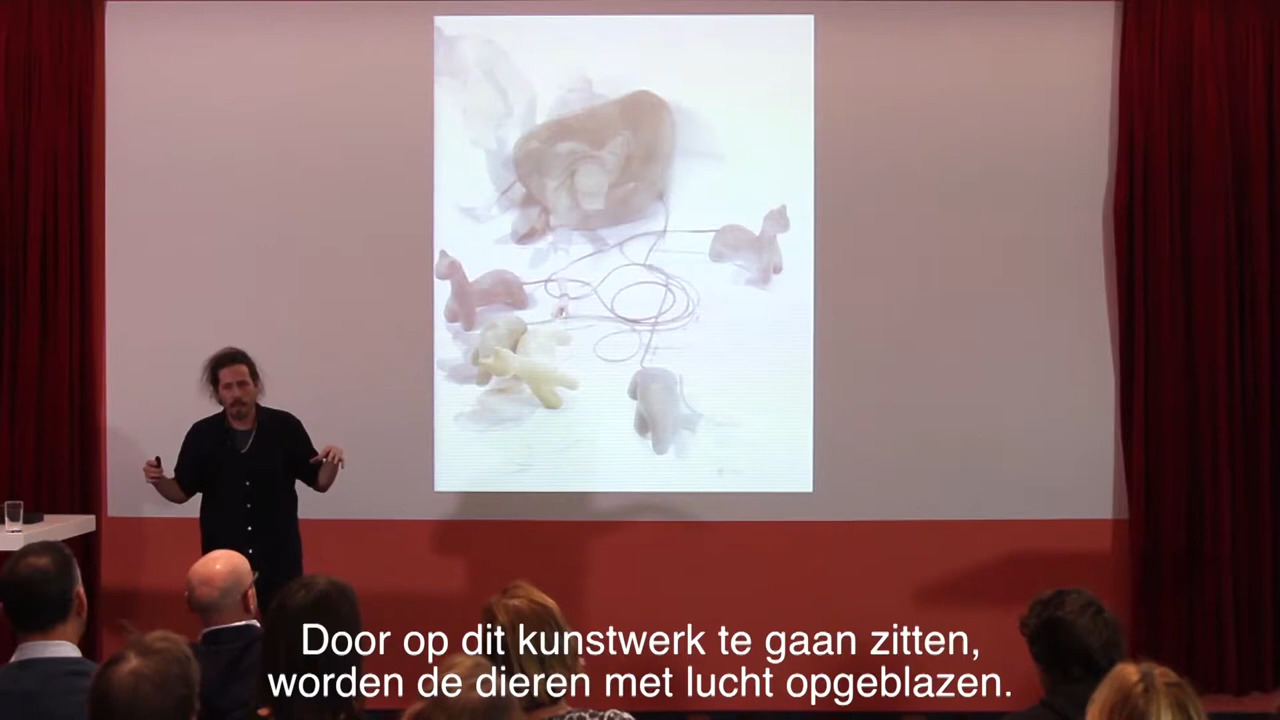 Door op dit kunstwerk te gaan zitten,
worden de dieren met lucht opgeblazen.